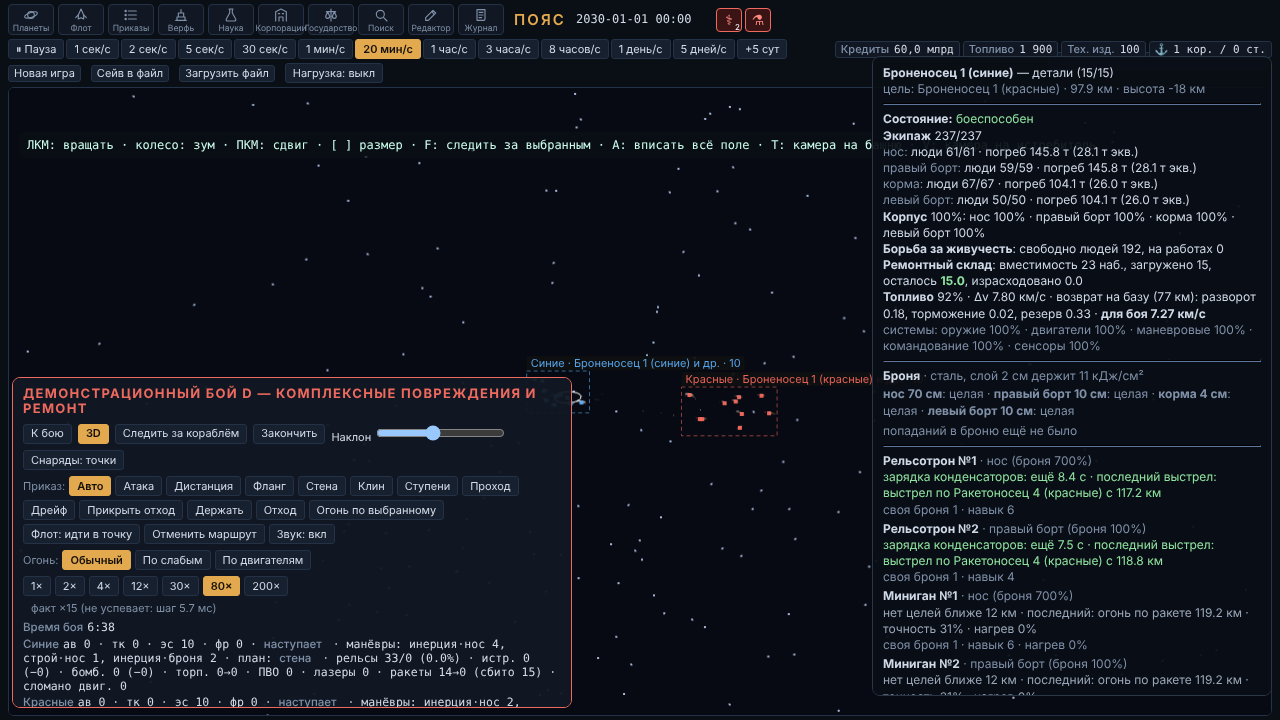 Планеты
Флот
Приказы
Верфь
Наука
Корпорации
Государство
Поиск
Редактор
Журнал
ПОЯС 2030-01-01 00:00
2
Пауза 1 сек/с 2 сек/с 5 сек/с 30 сек/с 1 мин/с 20 мин/с 1 час/с 3 часа/с 8 часов/с 1 день/с 5 дней/с +5 сут
Кредиты 60,0 млрд Топливо 1 900 Тех. изд. 100 ⚓ 1 кор. / 0 ст.
Новая игра Сейв в файл Загрузить файл Нагрузка: выкл
ЛКМ: вращать · колесо: зум · ПКМ: сдвиг · [ ] размер · F: следить за выбранным · A: вписать всё поле · T: камера на б
Синие · Броненосец 1 (синие) и др. · 10
Красные · Броненосец 1 (красные)
ДЕМОНСТРАЦИОННЫЙ БОЙ D — КОМПЛЕКСНЫЕ ПОВРЕЖДЕНИЯ И
РЕМОНТ
К бою 3D Следить за кораблём Закончить Наклон
Снаряды: точки
Приказ: Авто Атака Дистанция Фланг Стена Клин Ступени Проход
Дрейф Прикрыть отход Держать Отход Огонь по выбранному
Флот: идти в точку Отменить маршрут Звук: вкл
Огонь: Обычный По слабым По двигателям
1× 2× 4× 12× 30× 80× 200×
факт ×15 (не успевает: шаг 5.7 мс)
Время боя 6:38
Синие ав 0 · тк 0 · эс 10 · фр 0 · наступает · манёвры: инерция·нос 4,
строй·нос 1, инерция·броня 2 · план: стена · рельсы 33/0 (0.0%) · истр. 0
(−0) · бомб. 0 (−0) · торп. 0→0 · ПВО 0 · лазеры 0 · ракеты 14→0 (сбито 15) ·
сломано двиг. 0
Красные ав 0 · тк 0 · эс 10 · фр 0 · наступает · манёвры: инерция·нос 2,
Броненосец 1 (синие) — детали (15/15)
цель: Броненосец 1 (красные) · 97.9 км · высота -18 км
Состояние: боеспособен
Экипаж 237/237
нос: люди 61/61 · погреб 145.8 т (28.1 т экв.)
правый борт: люди 59/59 · погреб 145.8 т (28.1 т экв.)
корма: люди 67/67 · погреб 104.1 т (26.0 т экв.)
левый борт: люди 50/50 · погреб 104.1 т (26.0 т экв.)
Корпус 100%: нос 100% · правый борт 100% · корма 100% ·
левый борт 100%
Борьба за живучесть: свободно людей 192, на работах 0
Ремонтный склад: вместимость 23 наб., загружено 15,
осталось 15.0, израсходовано 0.0
Топливо 92% · Δv 7.80 км/с · возврат на базу (77 км): разворот
0.18, торможение 0.02, резерв 0.33 · для боя 7.27 км/с
системы: оружие 100% · двигатели 100% · маневровые 100% ·
командование 100% · сенсоры 100%
Броня · сталь, слой 2 см держит 11 кДж/см²
нос 70 см: целая · правый борт 10 см: целая · корма 4 см:
целая · левый борт 10 см: целая
попаданий в броню ещё не было
Рельсотрон №1 · нос (броня 700%)
зарядка конденсаторов: ещё 8.4 с · последний выстрел:
выстрел по Ракетоносец 4 (красные) с 117.2 км
своя броня 1 · навык 6
Рельсотрон №2 · правый борт (броня 100%)
зарядка конденсаторов: ещё 7.5 с · последний выстрел:
выстрел по Ракетоносец 4 (красные) с 118.8 км
своя броня 1 · навык 4
Миниган №1 · нос (броня 700%)
нет целей ближе 12 км · последний: огонь по ракете 119.2 км ·
точность 31% · нагрев 0%
своя броня 1 · навык 6 · нагрев 0%
Миниган №2 · правый борт (броня 100%)
нет целей ближе 12 км · последний: огонь по ракете 119.2 км ·